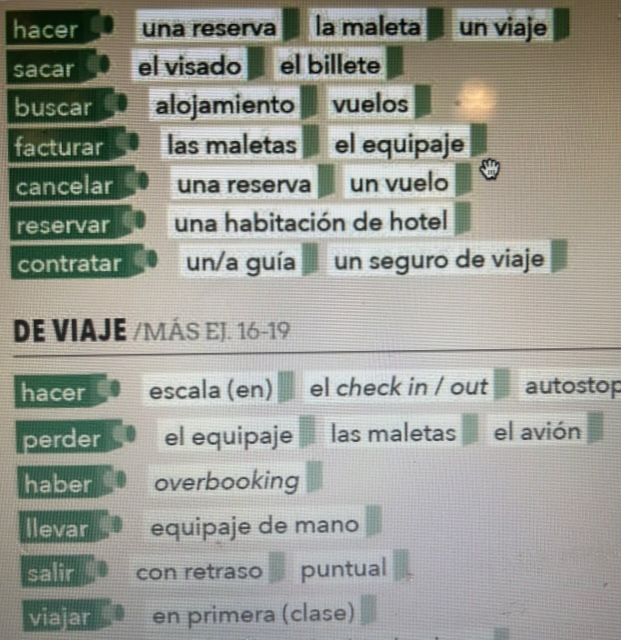 hacer una reserva la maleta un viaje
sacar el visado el billete
buscar alojamiento vuelos
facturar las maletas el equipaje
cancelar una reserva un vuelo
reservar una habitación de hotel
contratar un/a guía un seguro de viaje
DE VIAJE /MÁS EJ. 16-19
hacer escala (en) el check in / out autostop
perder el equipaje las maletas el avión
haber overbooking
llevar equipaje de mano
salir con retraso puntual
viajar en primera (clase)